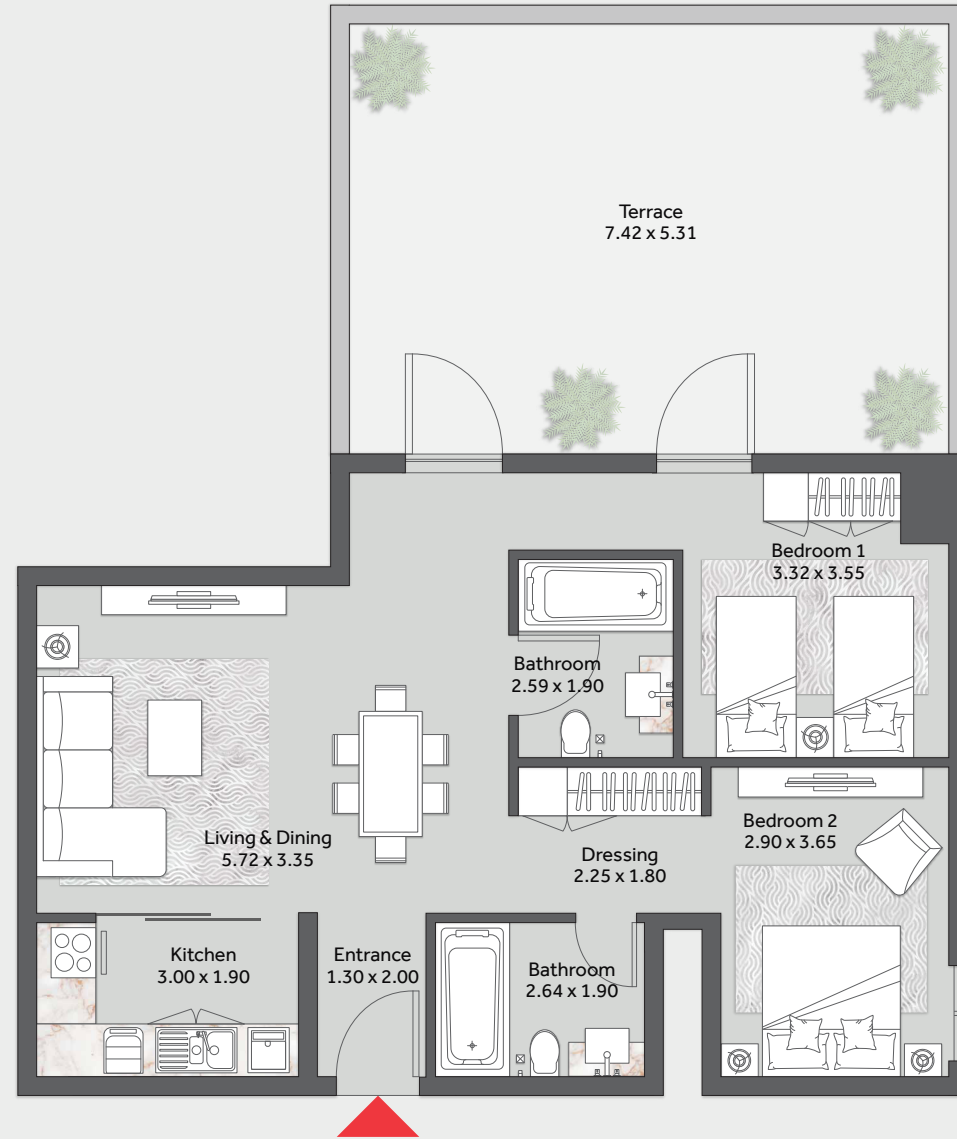 Terrace
7.42 x 5.31
Bedroom 1
3.32 x 3.55
Bathroom
2.59 x 1.90
Living & Dining
5.72 x 3.35
Bedroom 2
2.90 x 3.65
Dressing
2.25 x 1.80
Kitchen
3.00 x 1.90
Entrance
1.30 x 2.00
Bathroom
2.64 x 1.90